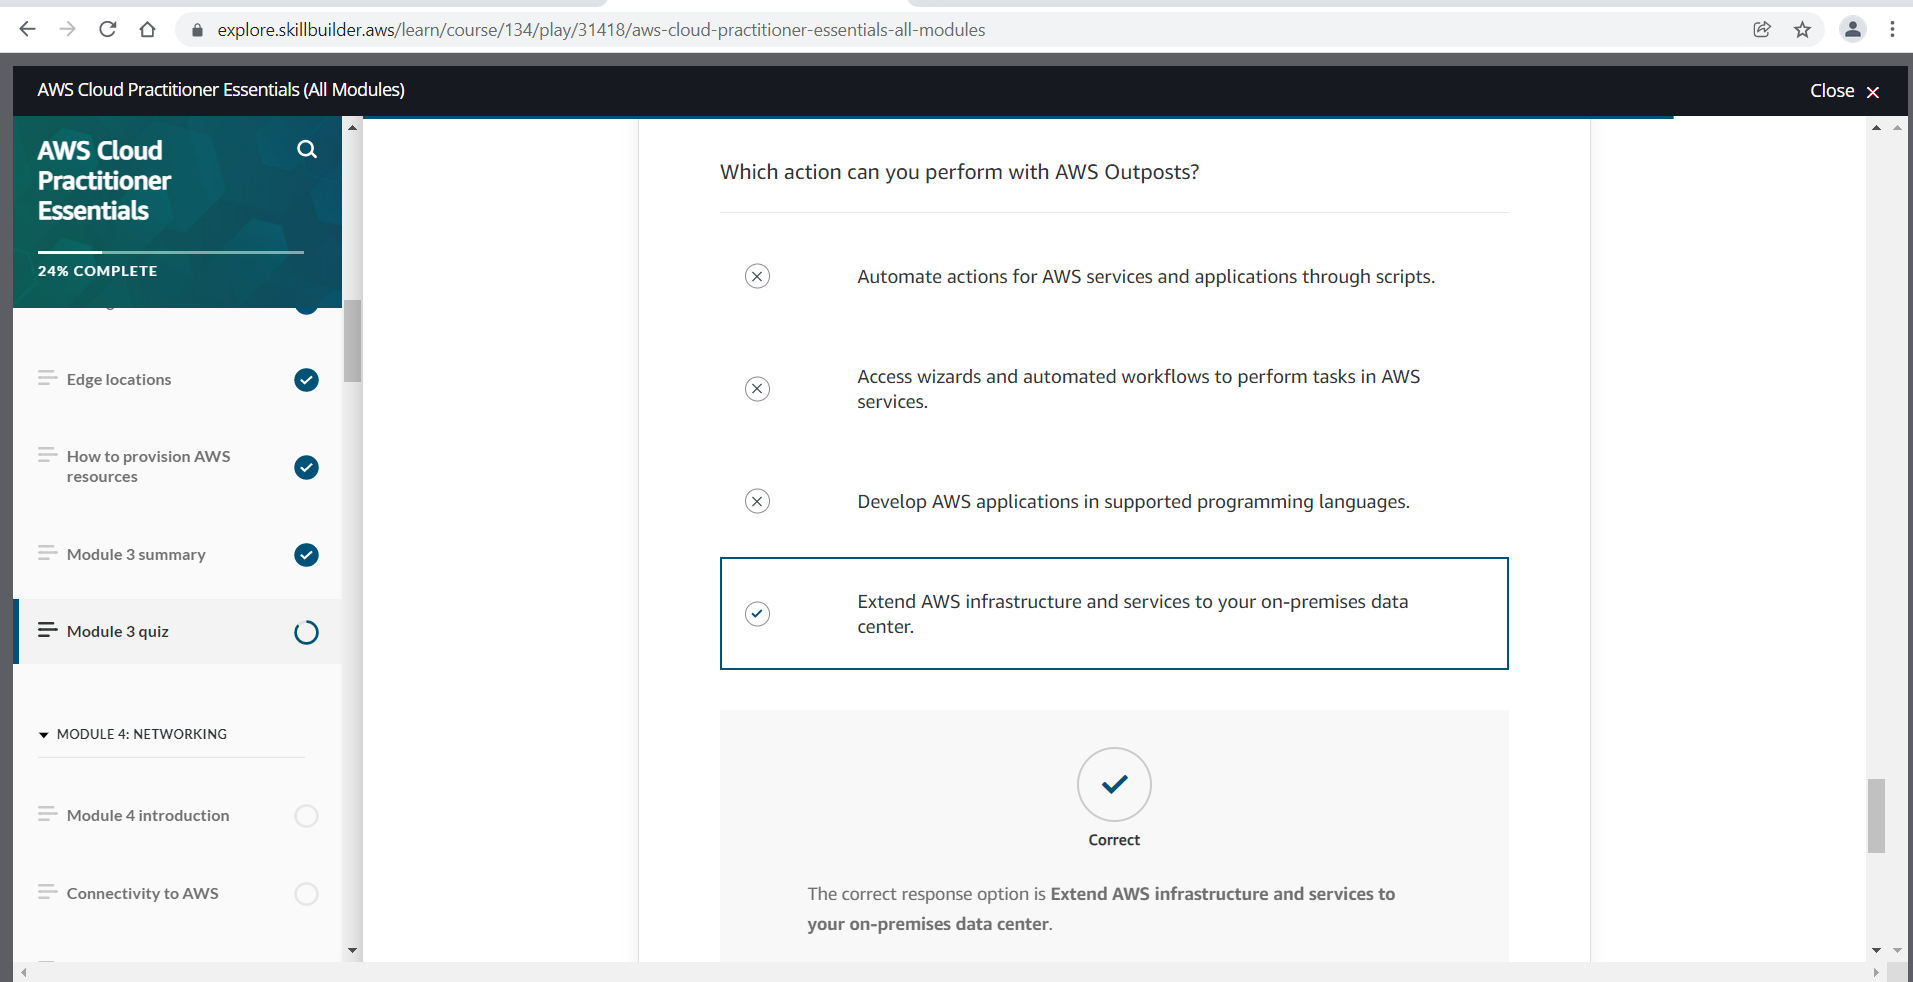 explore.skillbuilder.aws/learn/course/134/play/31418/aws-cloud-practitioner-essentials-all-modules
AWS Cloud Practitioner Essentials (All Modules)
Close
AWS Cloud
Practitioner
Essentials
24% COMPLETE
Edge locations
How to provision AWS
resources
Module 3 summary
Module 3 quiz
MODULE 4: NETWORKING
Module 4 introduction
Connectivity to AWS
Which action can you perform with AWS Outposts?
Automate actions for AWS services and applications through scripts.
Access wizards and automated workflows to perform tasks in AWS
services.
Develop AWS applications in supported programming languages.
Extend AWS infrastructure and services to your on-premises data
center.
Correct
The correct response option is Extend AWS infrastructure and services to
your on-premises data center.